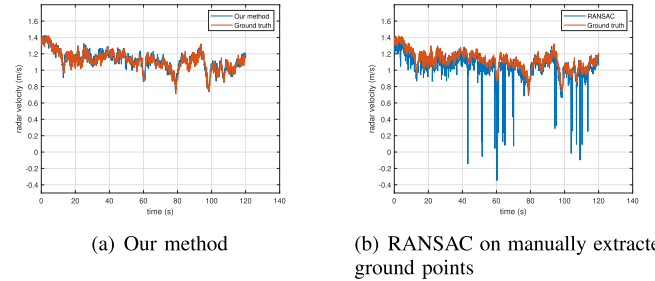 1.6
Our method
Ground truth
1.4
1.2
1
0.8
0.6
0.4
0.2
0
-0.2
-0.4
radar velocity (m/s)
0 20 40 60 80 100 120 140
time (s)
(a) Our method
1.6
RANSAC
Ground truth
1.4
1.2
1
0.8
0.6
0.4
0.2
0
-0.2
-0.4
radar velocity (m/s)
0 20 40 60 80 100 120 140
time (s)
(b) RANSAC on manually extracte
ground points